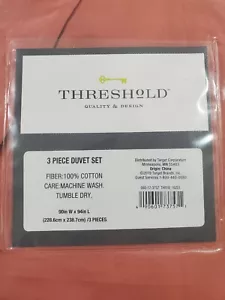 THRESHOLD™
QUALITY & DESIGN
3 PIECE DUVET SET
FIBER:100% COTTON
CARE:MACHINE WASH.
TUMBLE DRY,
90IN W x 94IN L
(228.6cm x 238.7cm) /3 PIECES
Distributed by Target Corporation
Minneapolis, MN 55403
Origin: China